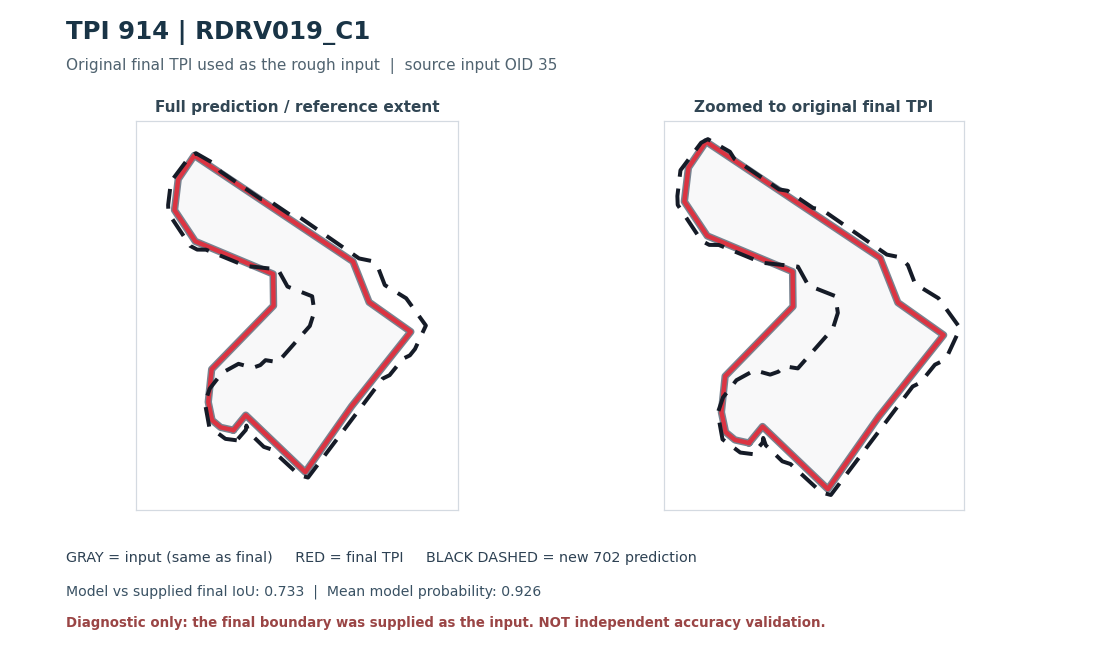 TPI 914 | RDRV019_C1
Original final TPI used as the rough input | source input OID 35
Full prediction / reference extent
Zoomed to original final TPI
GRAY = input (same as final) RED = final TPI BLACK DASHED = new 702 prediction
Model vs supplied final IoU: 0.733 | Mean model probability: 0.926
Diagnostic only: the final boundary was supplied as the input. NOT independent accuracy validation.